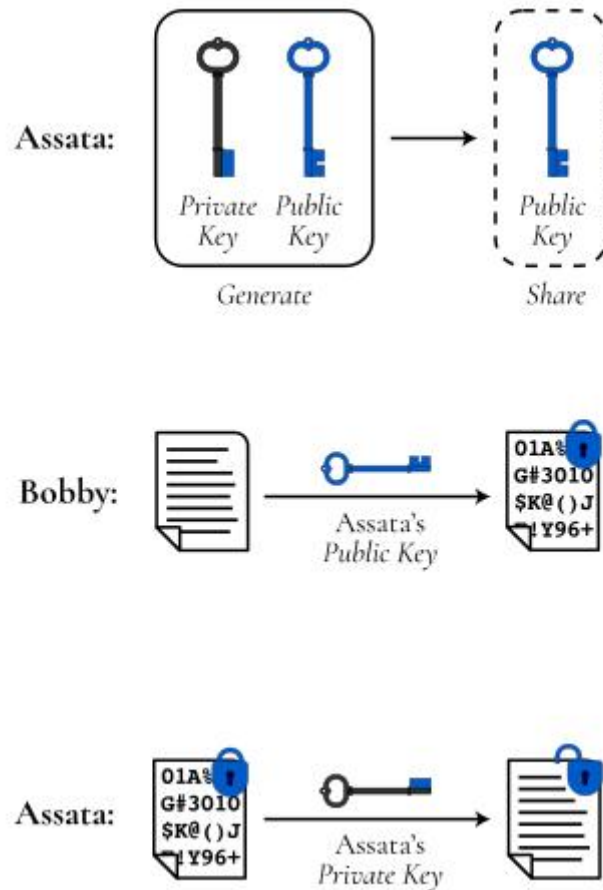 Assata:
Private Key
Public Key
Generate
Public Key
Share
Bobby:
Assata's
Public Key
01A%
G#3010
$K@()J
!Y96+
Assata:
01A%
G#3010
$K@()J
!Y96+
Assata's
Private Key